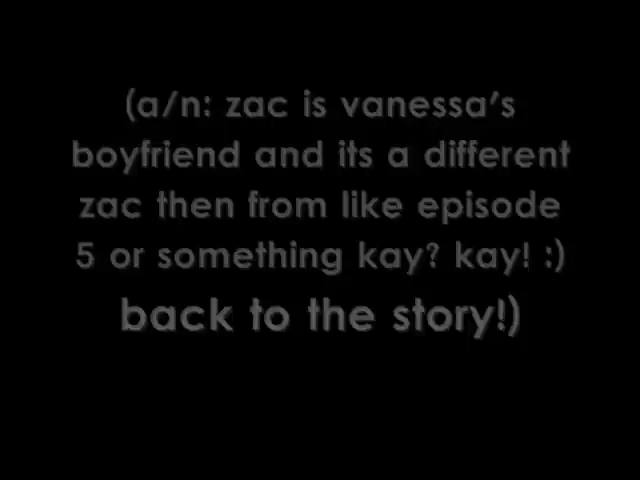 (a/n: zac is vanessa's
boyfriend and its a different
zac then from like episode
5 or something kay? kay! :)
back to the story!)